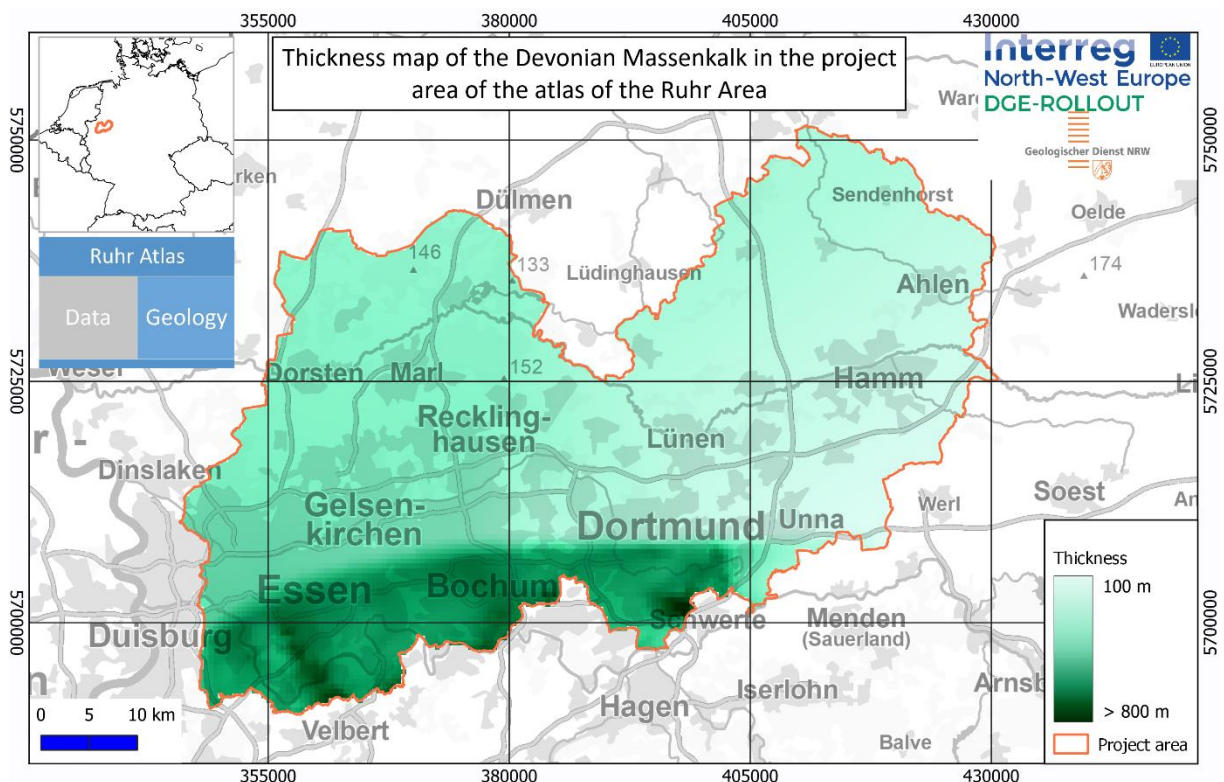 355000
380000
405000
430000
Thickness map of the Devonian Massenkalk in the project
area of the atlas of the Ruhr Area
Interreg
EUROPEAN UNION
North-West Europe
DGE-ROLLOUT
Geologischer Dienst NRW
5750000
5750000
Ruhr Atlas
Data
Geology
Dülmen
Sendenhorst
Oelde
146
133
Lüdinghausen
174
Ahlen
5725000
5725000
Dorsten
Marl
152
Hamm
Reckling-
hausen
Lünen
Dinslaken
Gelsen-
kirchen
Dortmund
Unna
Werl
Soest
Essen
Bochum
Thickness
100 m
> 800 m
Project area
5700000
5700000
Duisburg
Schwerte
Menden
(Sauerland)
Hagen
Iserlohn
Arnsb
Velbert
Balve
0 5 10 km
355000
380000
405000
430000